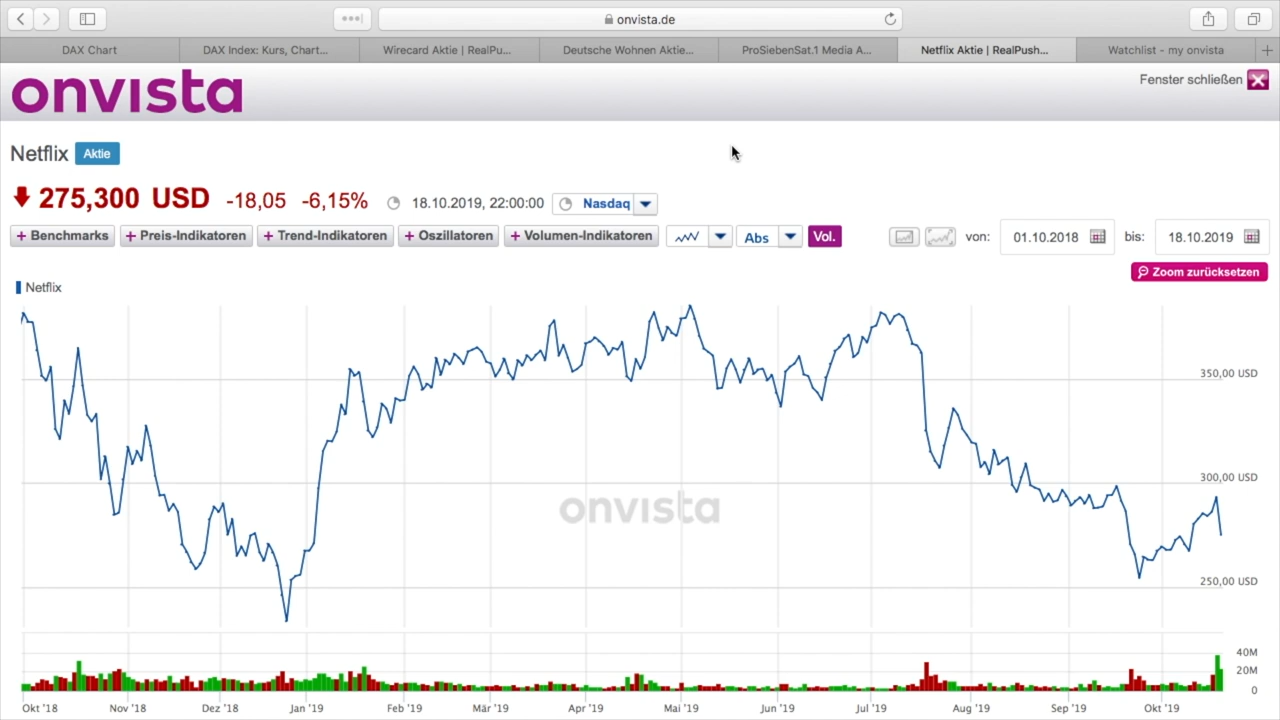 onvista.de
DAX Chart
DAX Index: Kurs, Chart...
Wirecard Aktie | RealPu...
Deutsche Wohnen Aktie...
ProSiebenSat.1 Media A...
Netflix Aktie | RealPush...
Watchlist - my onvista
onvista
Fenster schließen
Netflix Aktie
275,300 USD -18,05 -6,15% 18.10.2019, 22:00:00 Nasdaq
+ Benchmarks + Preis-Indikatoren + Trend-Indikatoren + Oszillatoren + Volumen-Indikatoren Abs Vol. von: 01.10.2018 bis: 18.10.2019
Zoom zurücksetzen
Netflix
350,00 USD
300,00 USD
onvista
250,00 USD
40M
20M
0
Okt '18 Nov '18 Dez '18 Jan '19 Feb '19 Mär '19 Apr '19 Mai '19 Jun '19 Jul '19 Aug '19 Sep '19 Okt '19